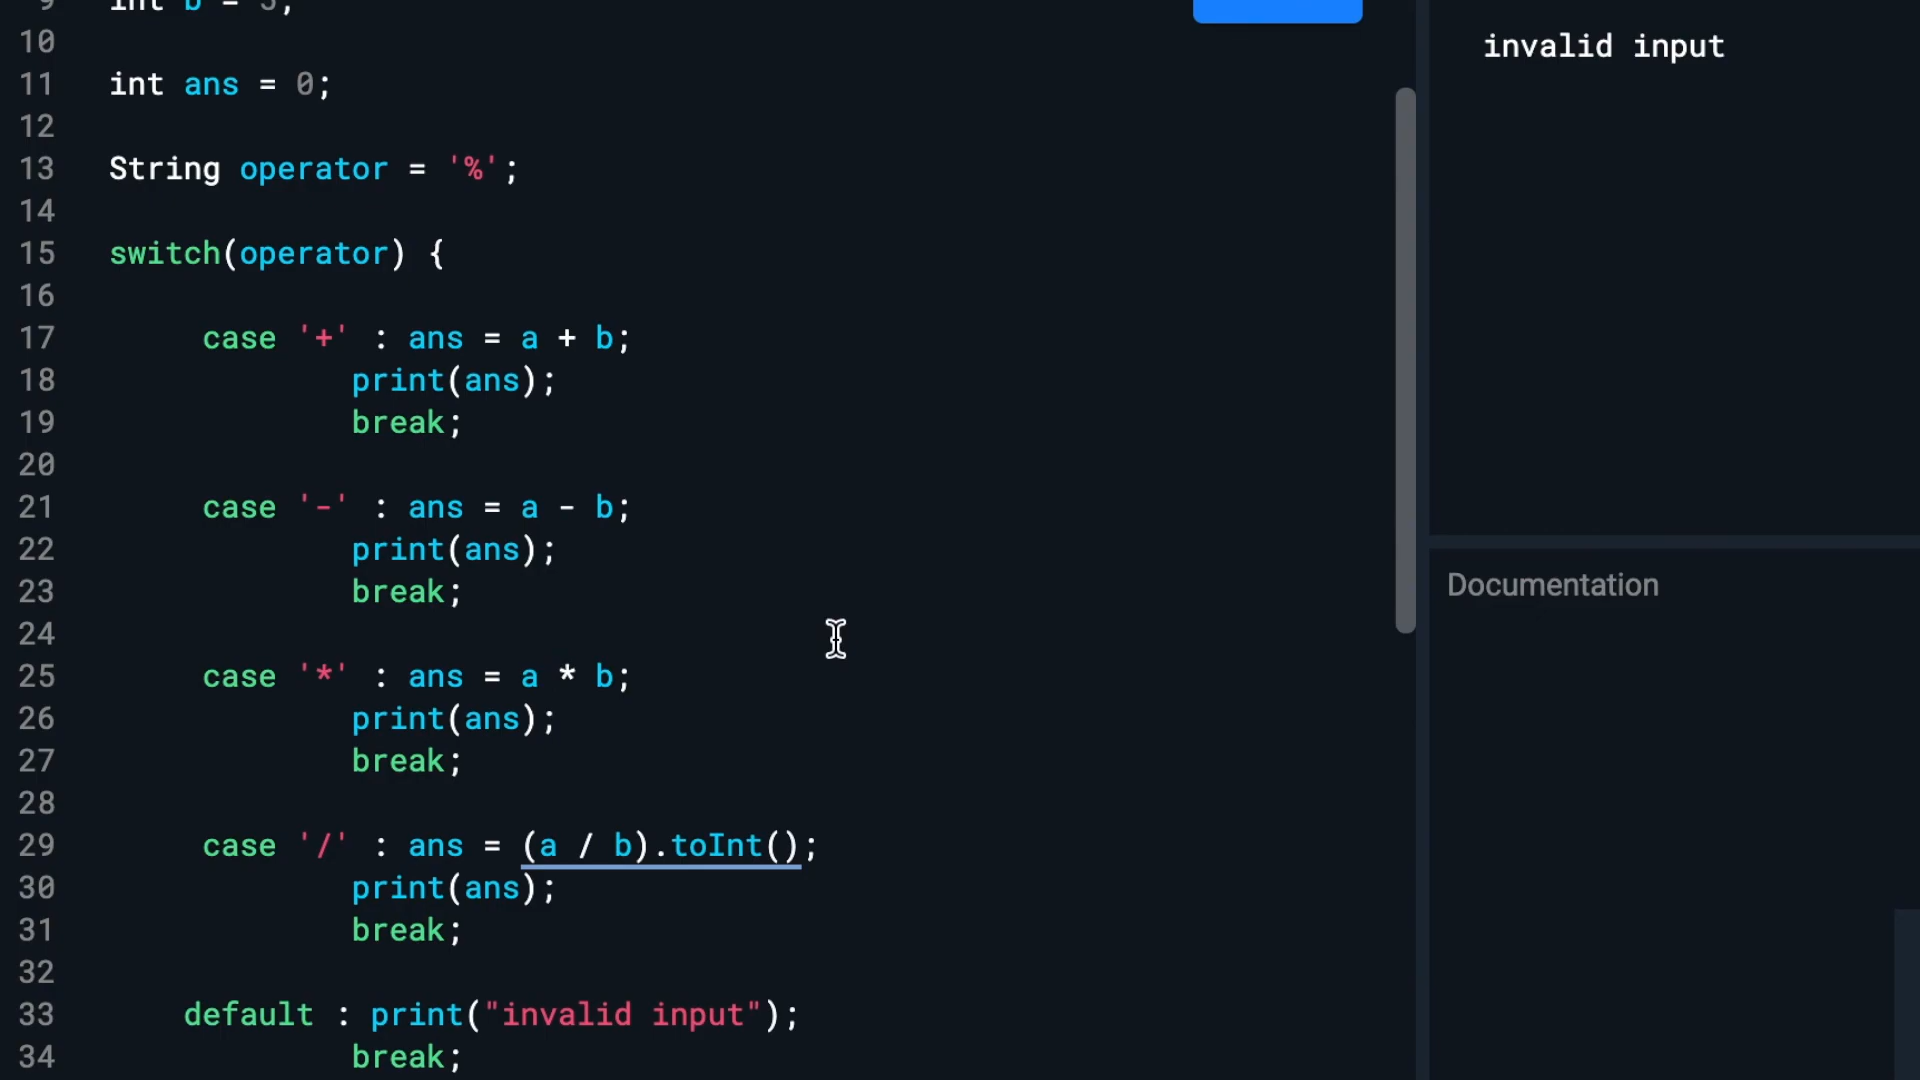 9 int b = 5;
10
11 int ans = 0;
12
13 String operator = '%';
14
15 switch(operator) {
16
17 case '+' : ans = a + b;
18 print(ans);
19 break;
20
21 case '-' : ans = a - b;
22 print(ans);
23 break;
24
25 case '*' : ans = a * b;
26 print(ans);
27 break;
28
29 case '/' : ans = (a / b).toInt();
30 print(ans);
31 break;
32
33 default : print("invalid input");
34 break;
invalid input
Documentation